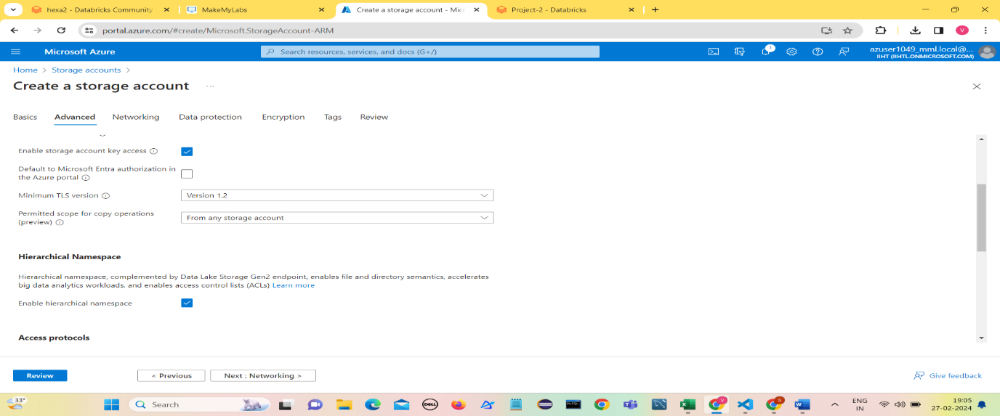 hexa2 - Databricks Community
MakeMyLabs
Create a storage account - Mic
Project-2 - Databricks
portal.azure.com/#create/Microsoft.StorageAccount-ARM
V
Microsoft Azure
Search resources, services, and docs (G+/)
1
azuser1049_mml.local@...
IIHT (IIHTL.ONMICROSOFT.COM)
Home > Storage accounts >
Create a storage account ...
Basics Advanced Networking Data protection Encryption Tags Review
Enable storage account key access
Default to Microsoft Entra authorization in
the Azure portal
Minimum TLS version
Version 1.2
Permitted scope for copy operations
(preview)
From any storage account
Hierarchical Namespace
Hierarchical namespace, complemented by Data Lake Storage Gen2 endpoint, enables file and directory semantics, accelerates
big data analytics workloads, and enables access control lists (ACLs) Learn more
Enable hierarchical namespace
Access protocols
Review
< Previous
Next : Networking >
Give feedback
33°
Search
DELL
V
S
ENG
IN
19:05
27-02-2024